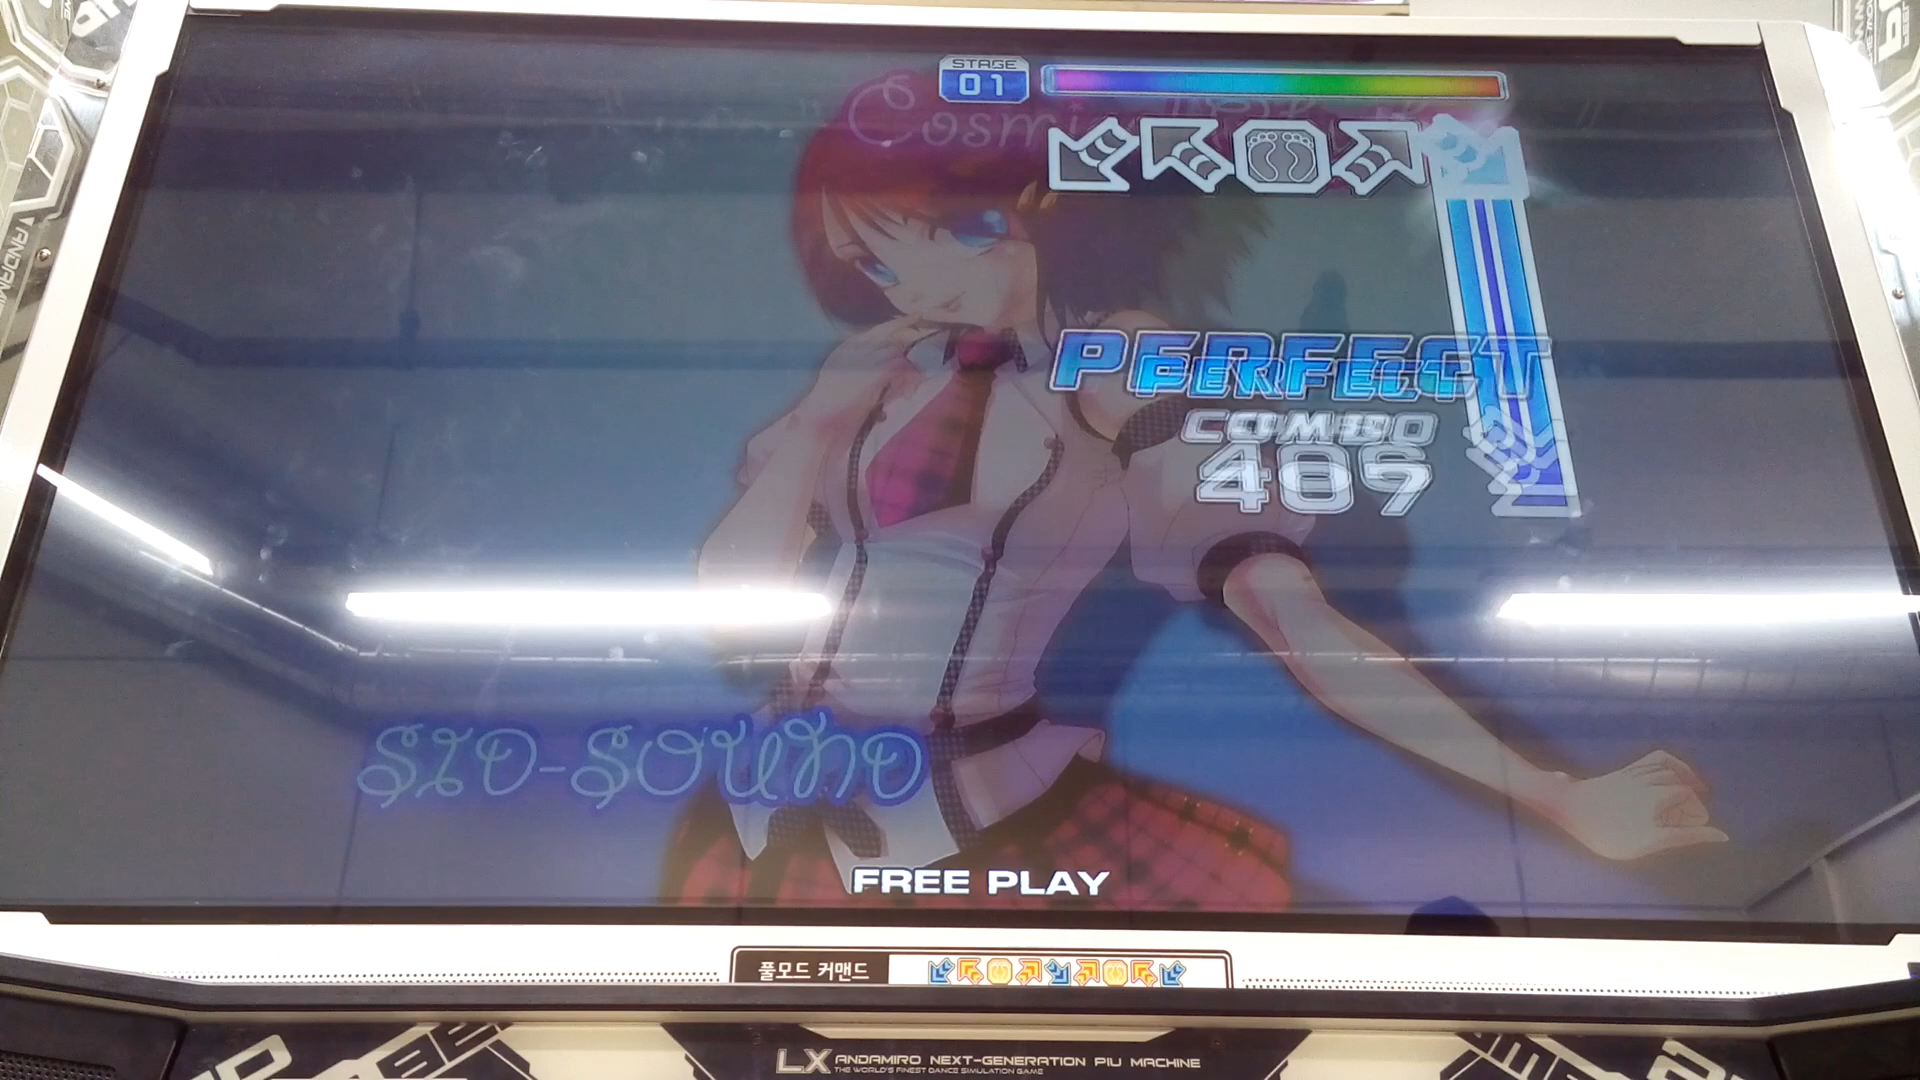 STAGE
01
Cosmic
PERFECT
COMBO
SID-SOUND
FREE PLAY
풀모드 커맨드
LX ANDAMIRO NEXT-GENERATION PIU MACHINE
THE WORLD'S FINEST DANCE SIMULATION GAME